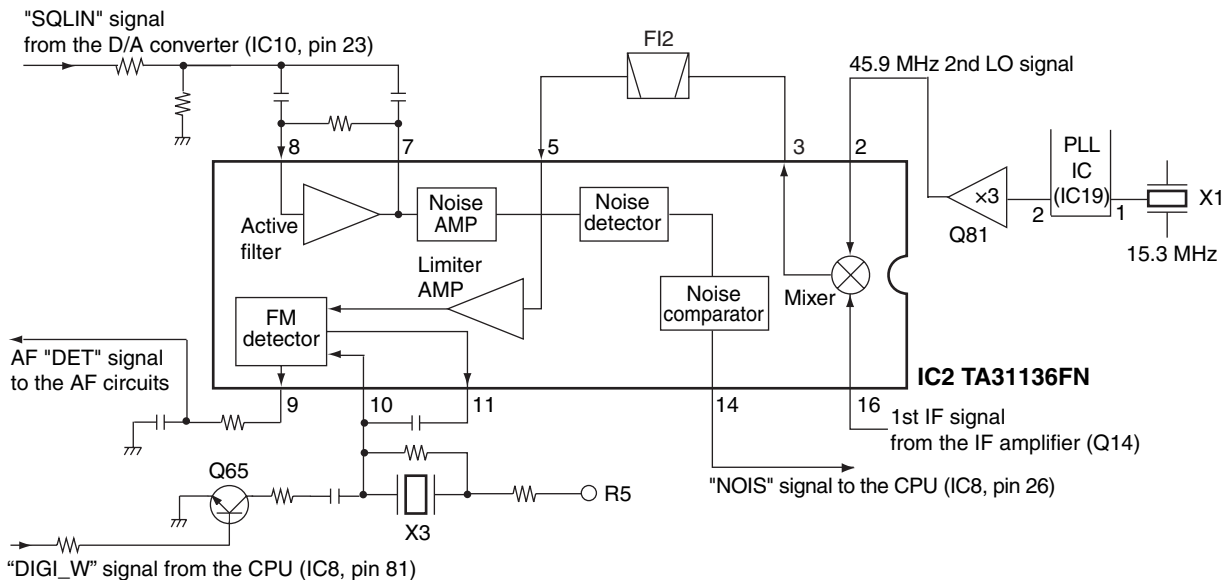 "SQLIN" signal
from the D/A converter (IC10, pin 23)
FI2
45.9 MHz 2nd LO signal
8
7
5
3
2
PLL
IC
(IC19)
×3
2
1
X1
Q81
15.3 MHz
Active
filter
Noise
AMP
Noise
detector
Limiter
AMP
Mixer
FM
detector
Noise
comparator
AF "DET" signal
to the AF circuits
IC2 TA31136FN
9
10
11
14
16
1st IF signal
from the IF amplifier (Q14)
Q65
"NOIS" signal to the CPU (IC8, pin 26)
R5
X3
“DIGI_W” signal from the CPU (IC8, pin 81)